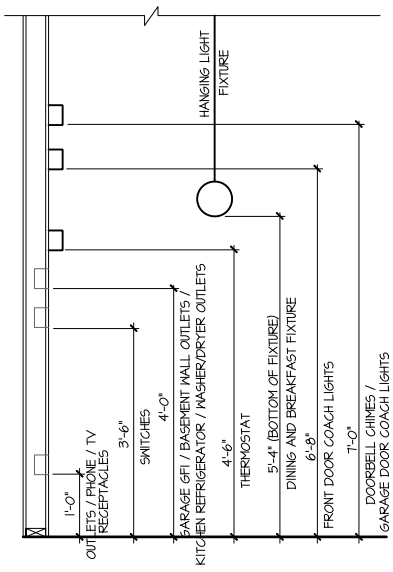 HANGING LIGHT
FIXTURE
1'-0"
OUTLETS / PHONE / TV
RECEPTACLES
3'-6"
SWITCHES
4'-0"
GARAGE GFI / BASEMENT WALL OUTLETS /
KITCHEN REFRIGERATOR / WASHER/DRYER OUTLETS
4'-6"
THERMOSTAT
5'-4" (BOTTOM OF FIXTURE)
DINING AND BREAKFAST FIXTURE
6'-8"
FRONT DOOR COACH LIGHTS
7'-0"
DOORBELL CHIMES /
GARAGE DOOR COACH LIGHTS